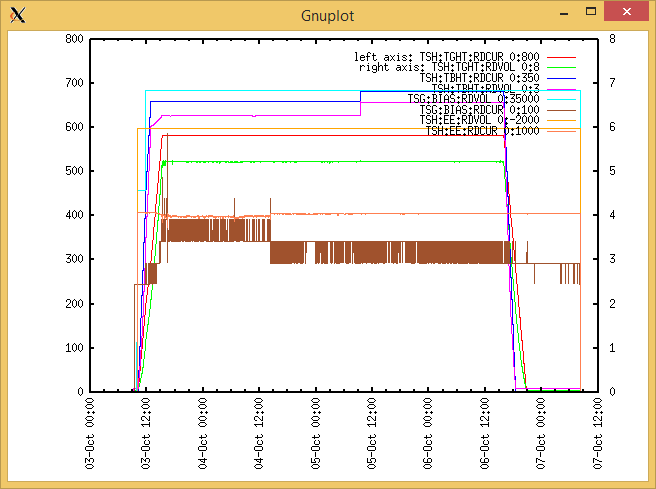 Gnuplot
800
700
600
500
400
300
200
100
0
8
7
6
5
4
3
2
1
0
left axis: TSH:TGHT:RDCUR 0:800
right axis: TSH:TGHT:RDVOL 0:8
TSH:TBHT:RDCUR 0:350
TSH:TBHT:RDVOL 0:3
TSG:BIAS:RDVOL 0:35000
TSG:BIAS:RDCUR 0:100
TSH:EE:RDVOL 0:-2000
TSH:EE:RDCUR 0:1000
03-Oct 00:00
03-Oct 12:00
04-Oct 00:00
04-Oct 12:00
05-Oct 00:00
05-Oct 12:00
06-Oct 00:00
06-Oct 12:00
07-Oct 00:00
07-Oct 12:00